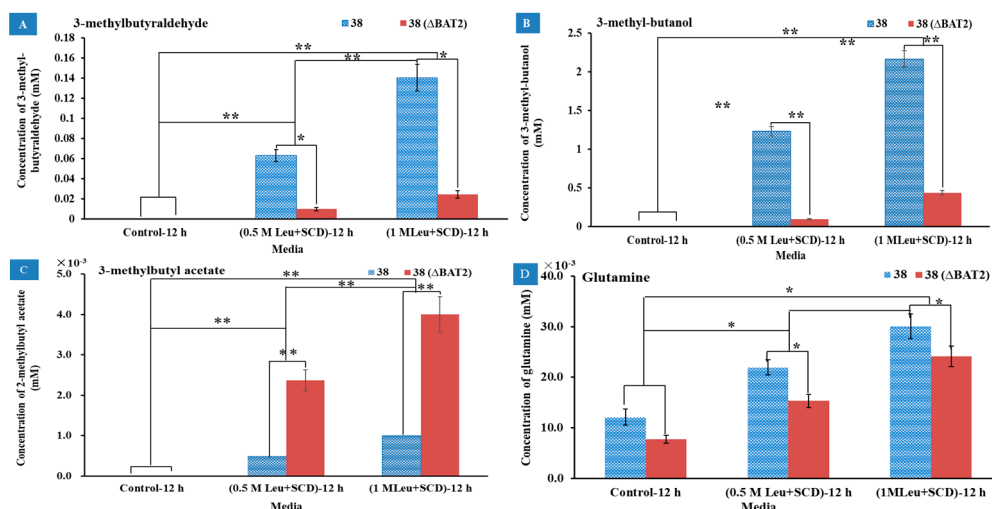 A
3-methylbutyraldehyde
38
38 (ΔBAT2)
Concentration of 3-methyl-
butyraldehyde (mM)
0.18
0.16
0.14
0.12
0.1
0.08
0.06
0.04
0.02
0
**
**
*
**
*
Control-12 h
(0.5 M Leu+SCD)-12 h
(1 MLeu+SCD)-12 h
Media
B
3-methyl-butanol
38
38 (ΔBAT2)
Concentration of 3-methyl-butanol
(mM)
2.5
2
1.5
1
0.5
0
**
**
**
**
**
Control-12 h
(0.5 M Leu+SCD)-12 h
(1 MLeu+SCD)-12 h
Media
C
3-methylbutyl acetate
38
38 (ΔBAT2)
×10⁻³
Concentration of 2-methylbutyl acetate
(mM)
5.0
4.0
3.0
2.0
1.0
0.0
**
**
**
**
**
Control-12 h
(0.5 M Leu+SCD)-12 h
(1 MLeu+SCD)-12 h
Media
D
Glutamine
38
38 (ΔBAT2)
×10⁻³
Concentration of glutamine (mM)
40.0
30.0
20.0
10.0
0.0
*
*
*
*
Control-12 h
(0.5 M Leu+SCD)-12 h
(1MLeu+SCD)-12 h
Media